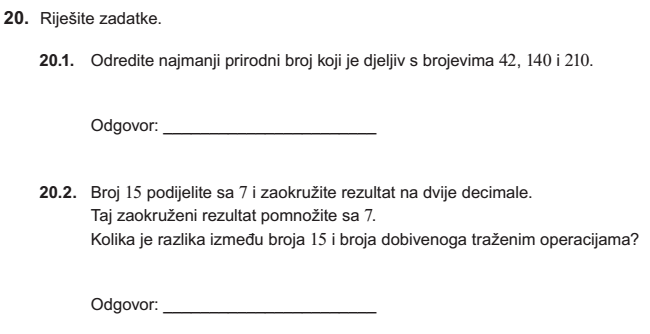 20. Riješite zadatke.
20.1. Odredite najmanji prirodni broj koji je djeljiv s brojevima 42, 140 i 210.
Odgovor: ________________________
20.2. Broj 15 podijelite sa 7 i zaokružite rezultat na dvije decimale.
Taj zaokruženi rezultat pomnožite sa 7.
Kolika je razlika između broja 15 i broja dobivenoga traženim operacijama?
Odgovor: ________________________